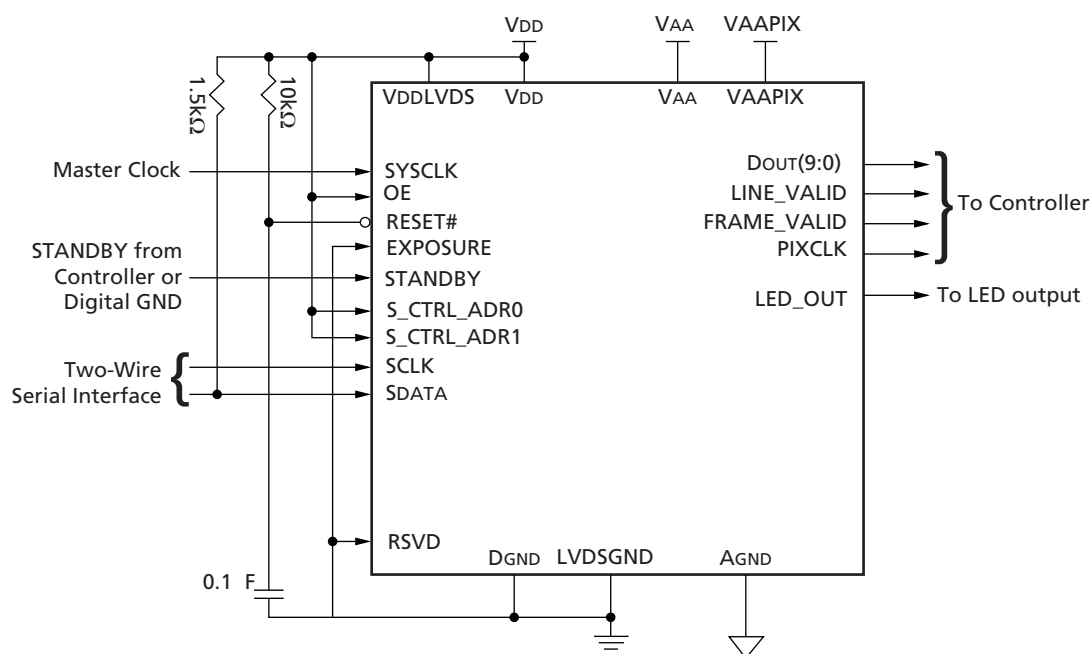 VDD
VAA
VAAPIX
1.5kΩ
10kΩ
VDDLVDS
VDD
VAA
VAAPIX
Master Clock
SYSCLK
OE
RESET#
EXPOSURE
STANDBY from
Controller or
Digital GND
STANDBY
S_CTRL_ADR0
S_CTRL_ADR1
Two-Wire
Serial Interface
{
SCLK
SDATA
DOUT(9:0)
LINE_VALID
FRAME_VALID
PIXCLK
}
To Controller
LED_OUT
To LED output
RSVD
DGND
LVDSGND
AGND
0.1 F